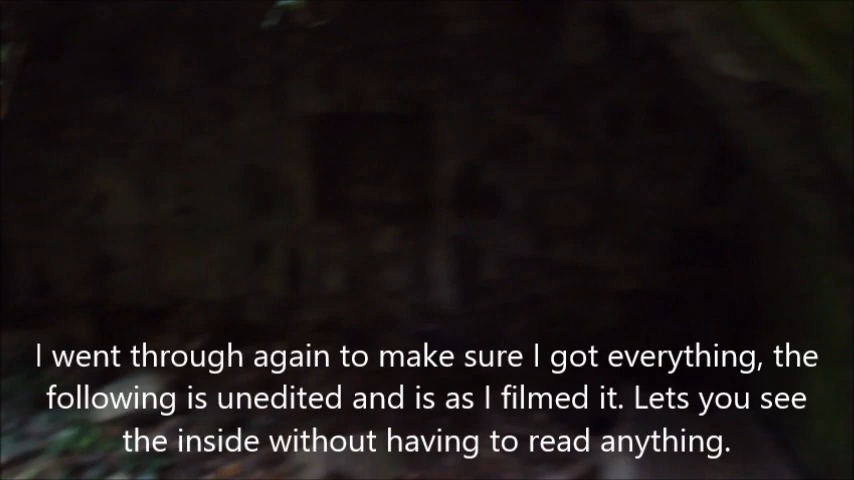 I went through again to make sure I got everything, the
following is unedited and is as I filmed it. Lets you see
the inside without having to read anything.